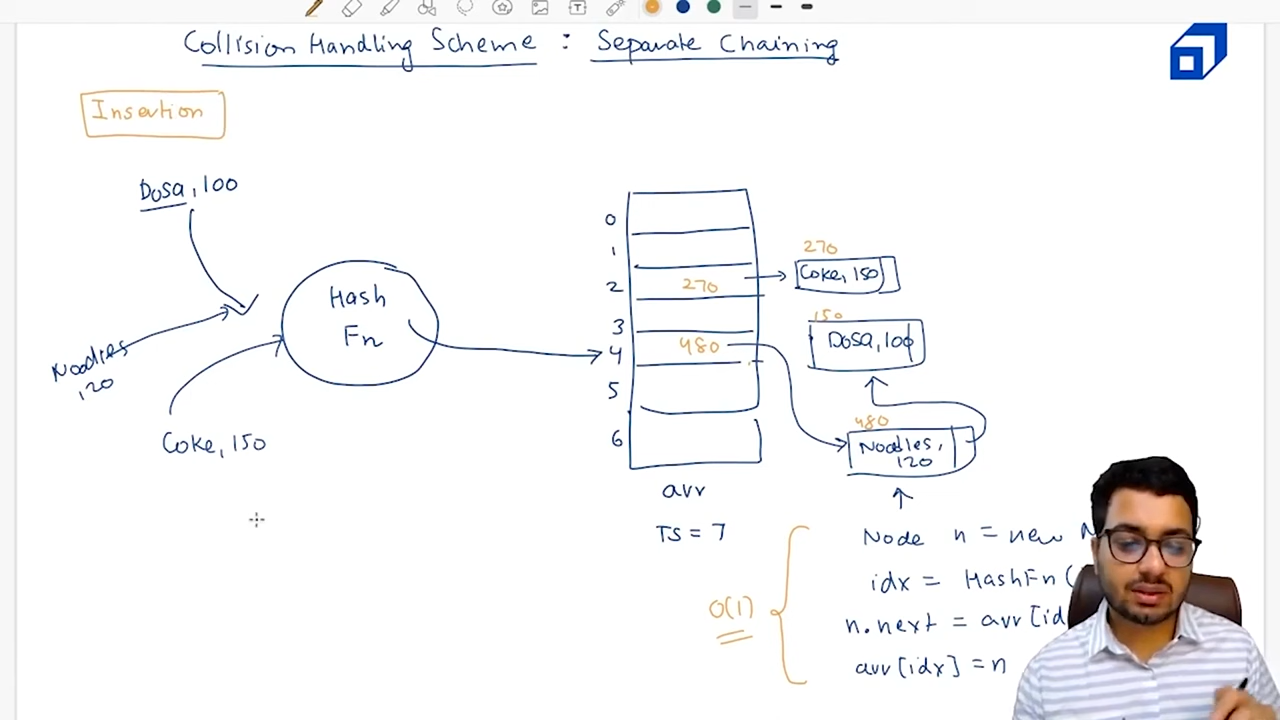 Collision Handling Scheme : Separate Chaining
Insertion
Dosa, 100
Noodles
,120
Coke, 150
Hash
Fn
0
1
2
3
4
5
6
270
480
arr
TS = 7
270
Coke, 150
150
Dosa, 100
480
Noodles,
120
O(1)
Node n = new
idx = HashFn(
n.next = arr[id
arr[idx] = n